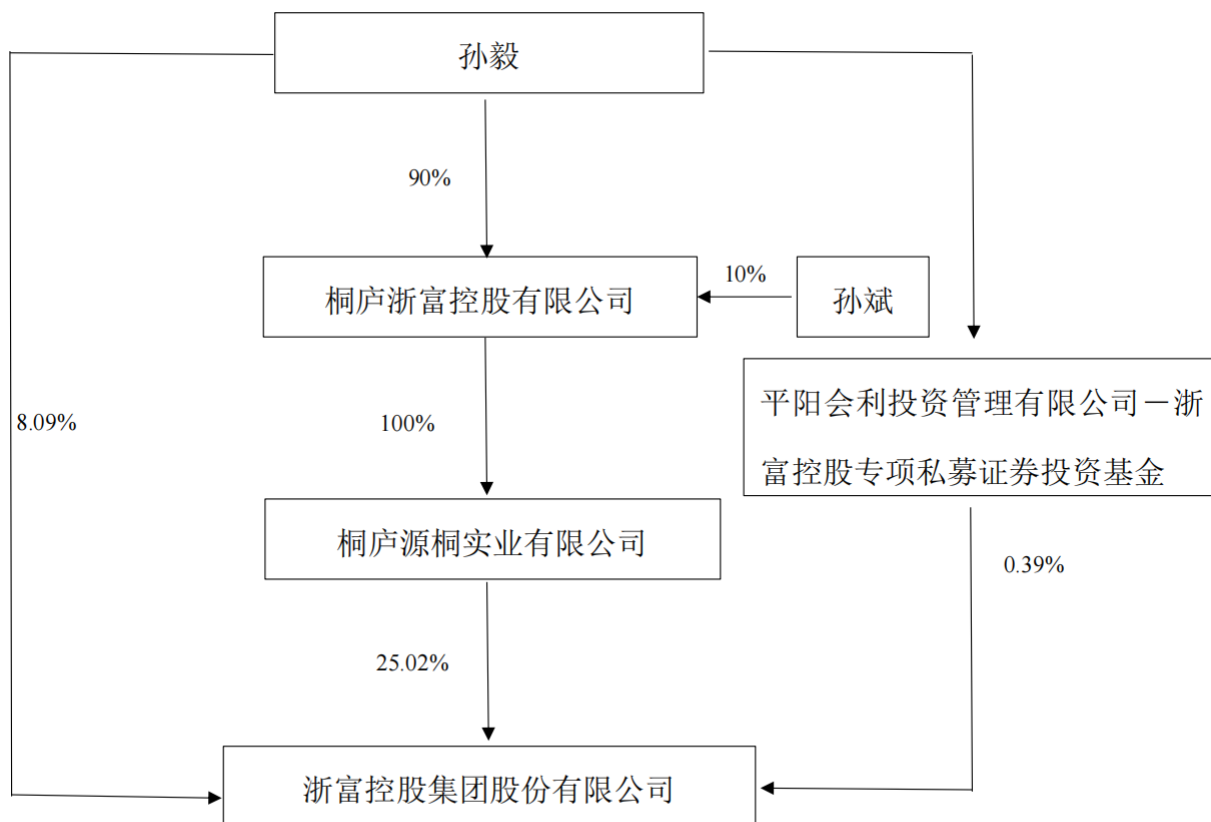 孙毅
90%
桐庐浙富控股有限公司
10%
孙斌
8.09%
100%
平阳会利投资管理有限公司－浙
富控股专项私募证券投资基金
桐庐源桐实业有限公司
0.39%
25.02%
浙富控股集团股份有限公司